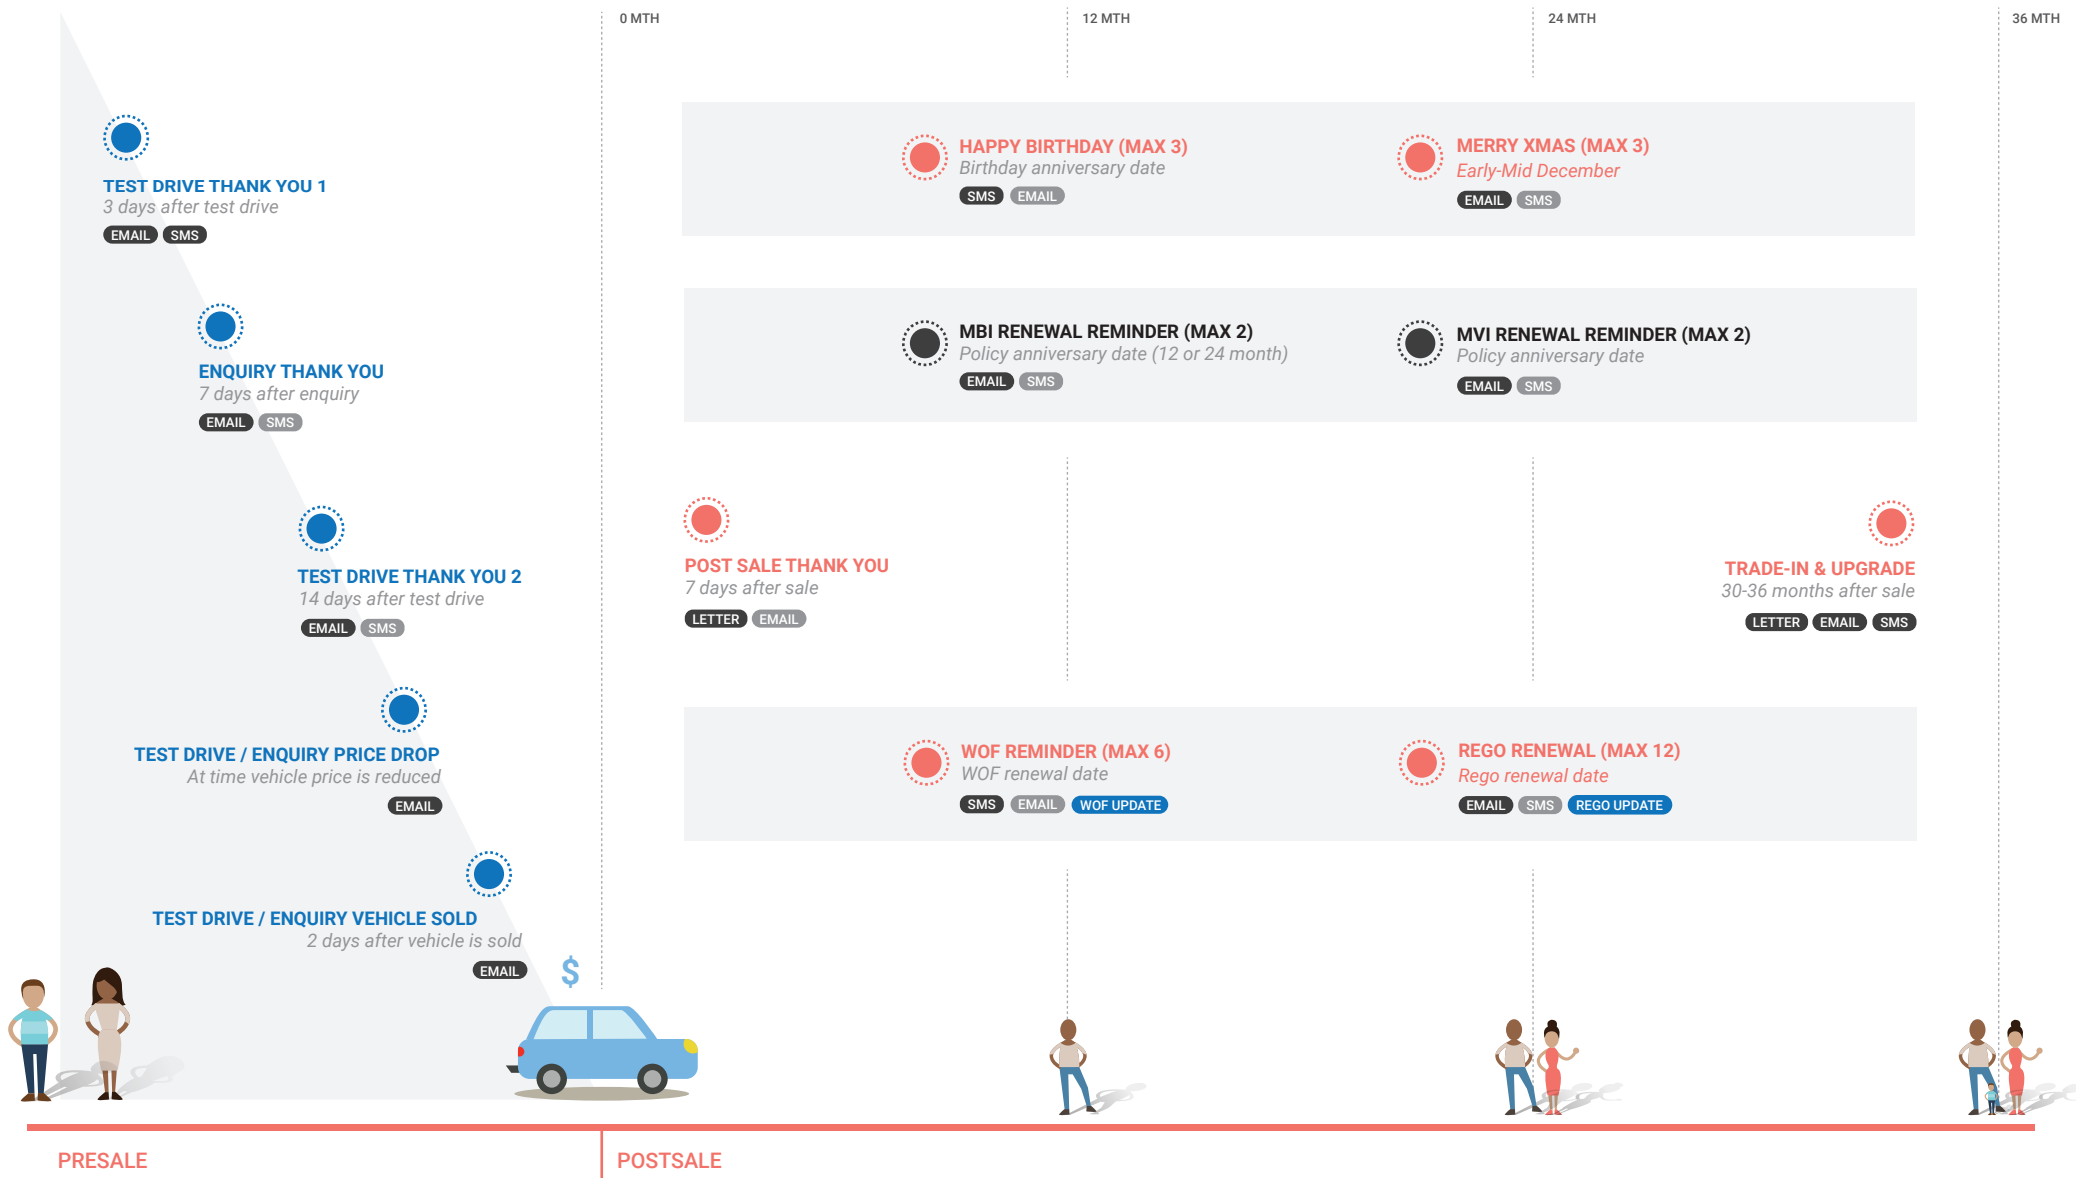 0 MTH
12 MTH
24 MTH
36 MTH
TEST DRIVE THANK YOU 1
3 days after test drive
EMAIL SMS
ENQUIRY THANK YOU
7 days after enquiry
EMAIL SMS
TEST DRIVE THANK YOU 2
14 days after test drive
EMAIL SMS
TEST DRIVE / ENQUIRY PRICE DROP
At time vehicle price is reduced
EMAIL
TEST DRIVE / ENQUIRY VEHICLE SOLD
2 days after vehicle is sold
EMAIL
$
HAPPY BIRTHDAY (MAX 3)
Birthday anniversary date
SMS EMAIL
MERRY XMAS (MAX 3)
Early-Mid December
EMAIL SMS
MBI RENEWAL REMINDER (MAX 2)
Policy anniversary date (12 or 24 month)
EMAIL SMS
MVI RENEWAL REMINDER (MAX 2)
Policy anniversary date
EMAIL SMS
POST SALE THANK YOU
7 days after sale
LETTER EMAIL
TRADE-IN & UPGRADE
30-36 months after sale
LETTER EMAIL SMS
WOF REMINDER (MAX 6)
WOF renewal date
SMS EMAIL WOF UPDATE
REGO RENEWAL (MAX 12)
Rego renewal date
EMAIL SMS REGO UPDATE
PRESALE
POSTSALE